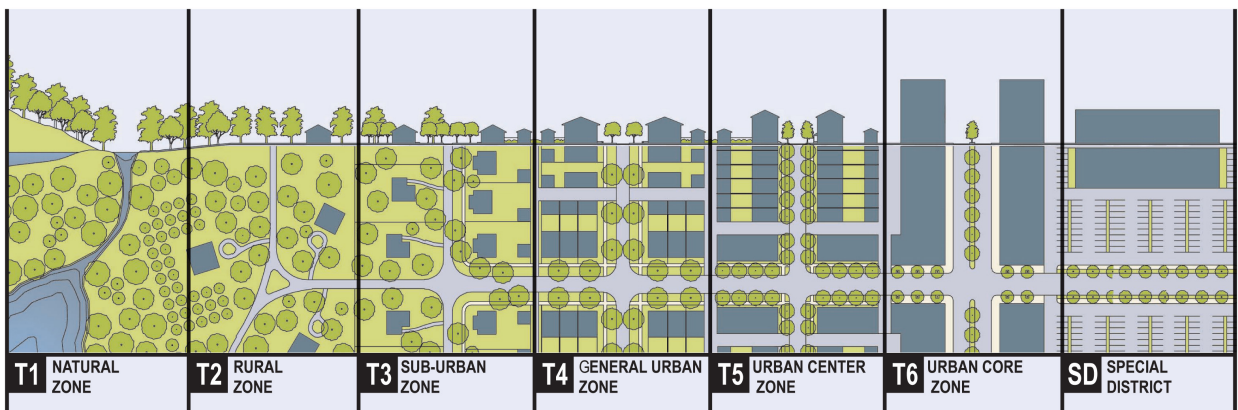 T1 NATURAL
ZONE
T2 RURAL
ZONE
T3 SUB-URBAN
ZONE
T4 GENERAL URBAN
ZONE
T5 URBAN CENTER
ZONE
T6 URBAN CORE
ZONE
SD SPECIAL
DISTRICT